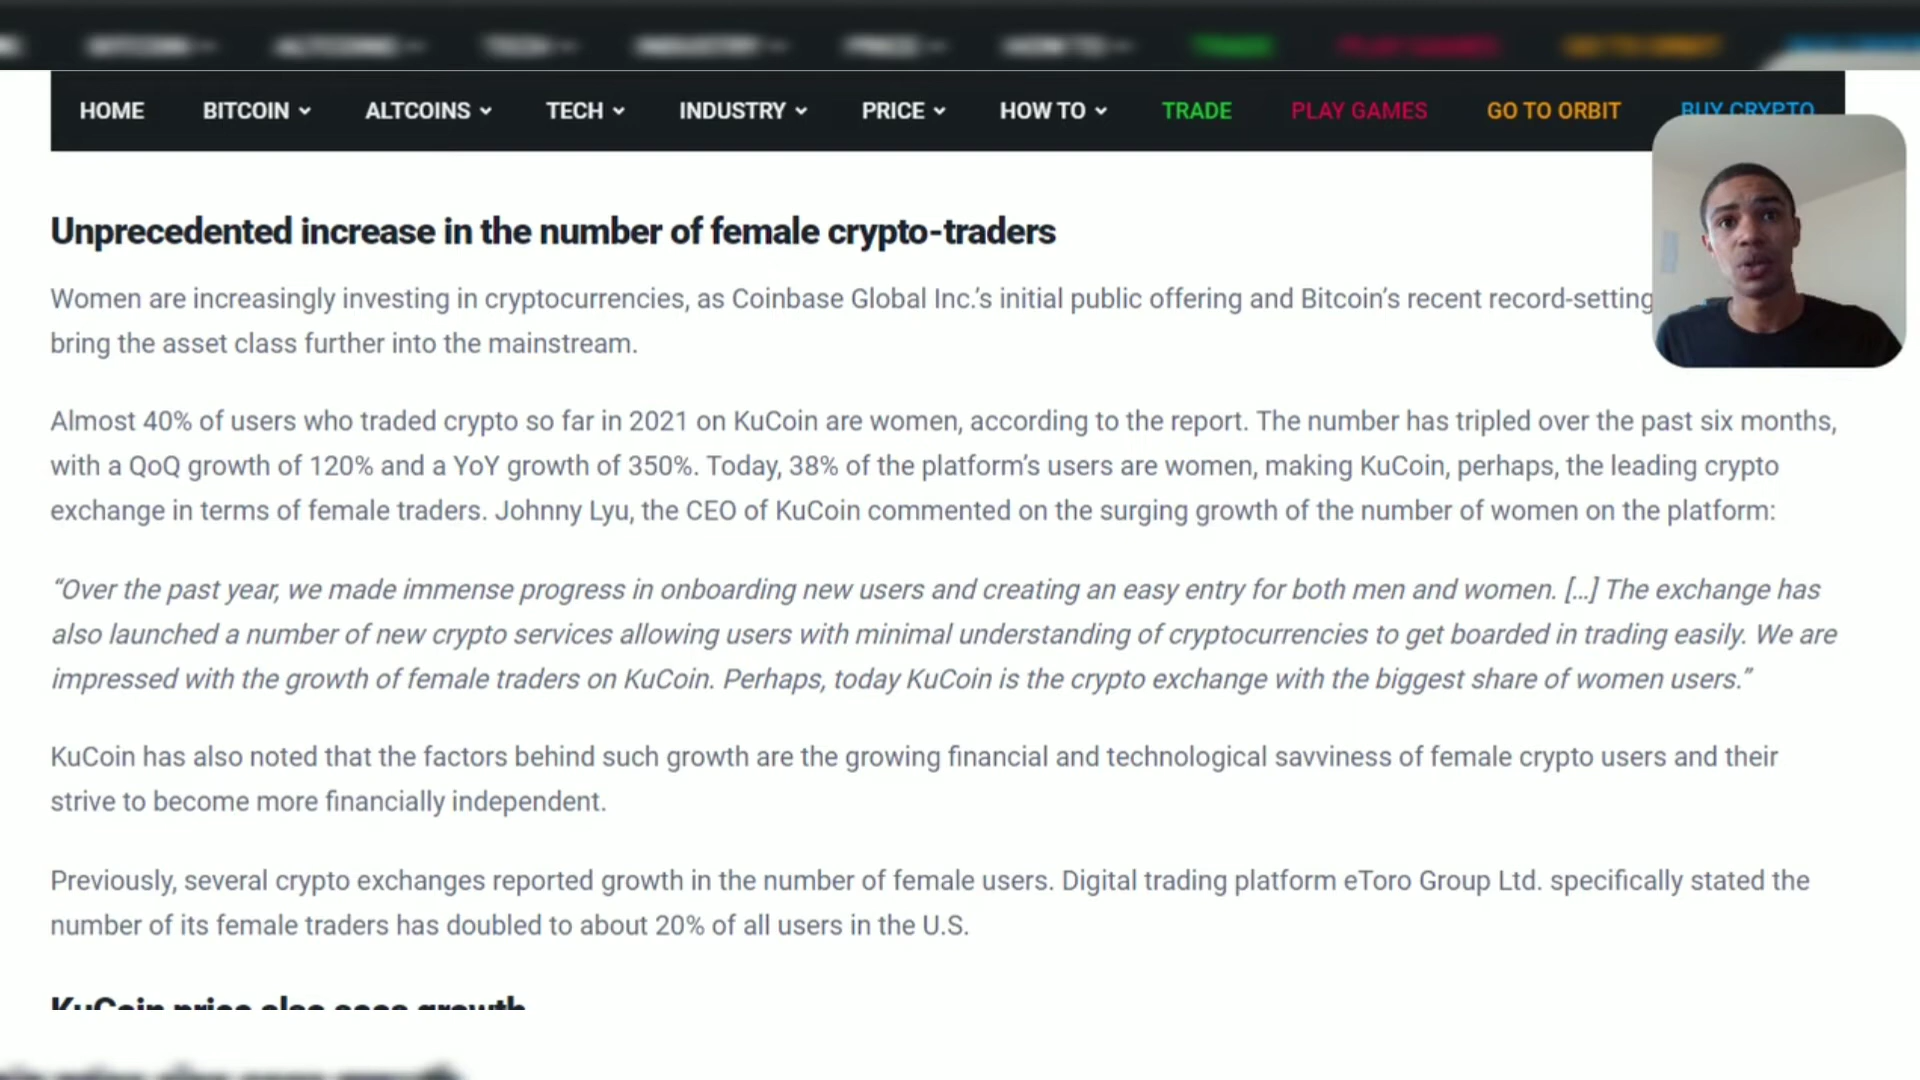 HOME BITCOIN ALTCOINS TECH INDUSTRY PRICE HOW TO TRADE PLAY GAMES GO TO ORBIT BUY CRYPTO
Unprecedented increase in the number of female crypto-traders
Women are increasingly investing in cryptocurrencies, as Coinbase Global Inc.’s initial public offering and Bitcoin’s recent record-setting
bring the asset class further into the mainstream.
Almost 40% of users who traded crypto so far in 2021 on KuCoin are women, according to the report. The number has tripled over the past six months,
with a QoQ growth of 120% and a YoY growth of 350%. Today, 38% of the platform’s users are women, making KuCoin, perhaps, the leading crypto
exchange in terms of female traders. Johnny Lyu, the CEO of KuCoin commented on the surging growth of the number of women on the platform:
“Over the past year, we made immense progress in onboarding new users and creating an easy entry for both men and women. [...] The exchange has
also launched a number of new crypto services allowing users with minimal understanding of cryptocurrencies to get boarded in trading easily. We are
impressed with the growth of female traders on KuCoin. Perhaps, today KuCoin is the crypto exchange with the biggest share of women users.”
KuCoin has also noted that the factors behind such growth are the growing financial and technological savviness of female crypto users and their
strive to become more financially independent.
Previously, several crypto exchanges reported growth in the number of female users. Digital trading platform eToro Group Ltd. specifically stated the
number of its female traders has doubled to about 20% of all users in the U.S.
KuCoin price also sees growth